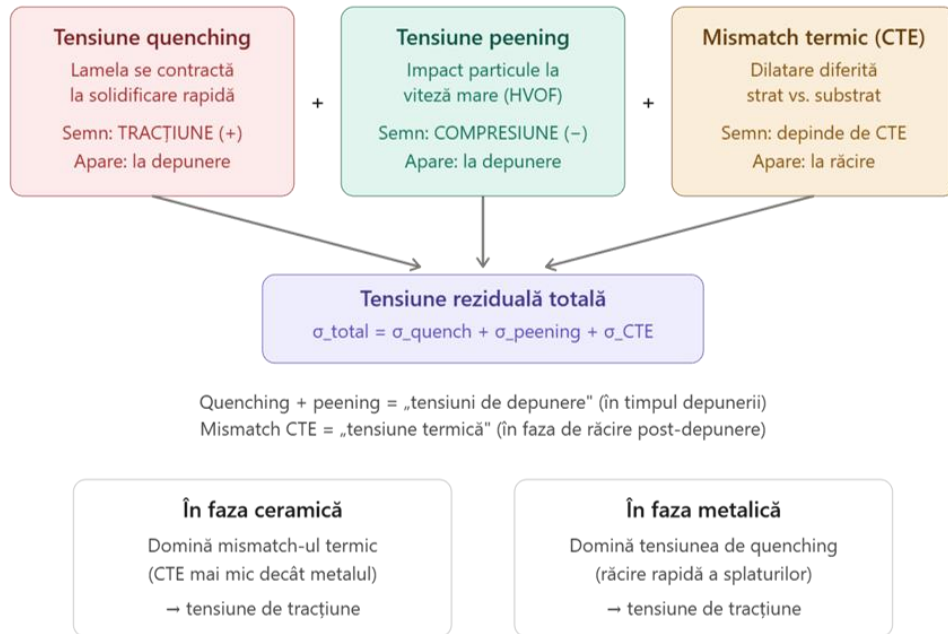 Tensiune quenching
Lamela se contractă
la solidificare rapidă
Semn: TRACȚIUNE (+)
Apare: la depunere
+
Tensiune peening
Impact particule la
viteză mare (HVOF)
Semn: COMPRESIUNE (−)
Apare: la depunere
+
Mismatch termic (CTE)
Dilatare diferită
strat vs. substrat
Semn: depinde de CTE
Apare: la răcire
Tensiune reziduală totală
σ_total = σ_quench + σ_peening + σ_CTE
Quenching + peening = „tensiuni de depunere" (în timpul depunerii)
Mismatch CTE = „tensiune termică" (în faza de răcire post-depunere)
În faza ceramică
Domină mismatch-ul termic
(CTE mai mic decât metalul)
→ tensiune de tracțiune
În faza metalică
Domină tensiunea de quenching
(răcire rapidă a splaturilor)
→ tensiune de tracțiune